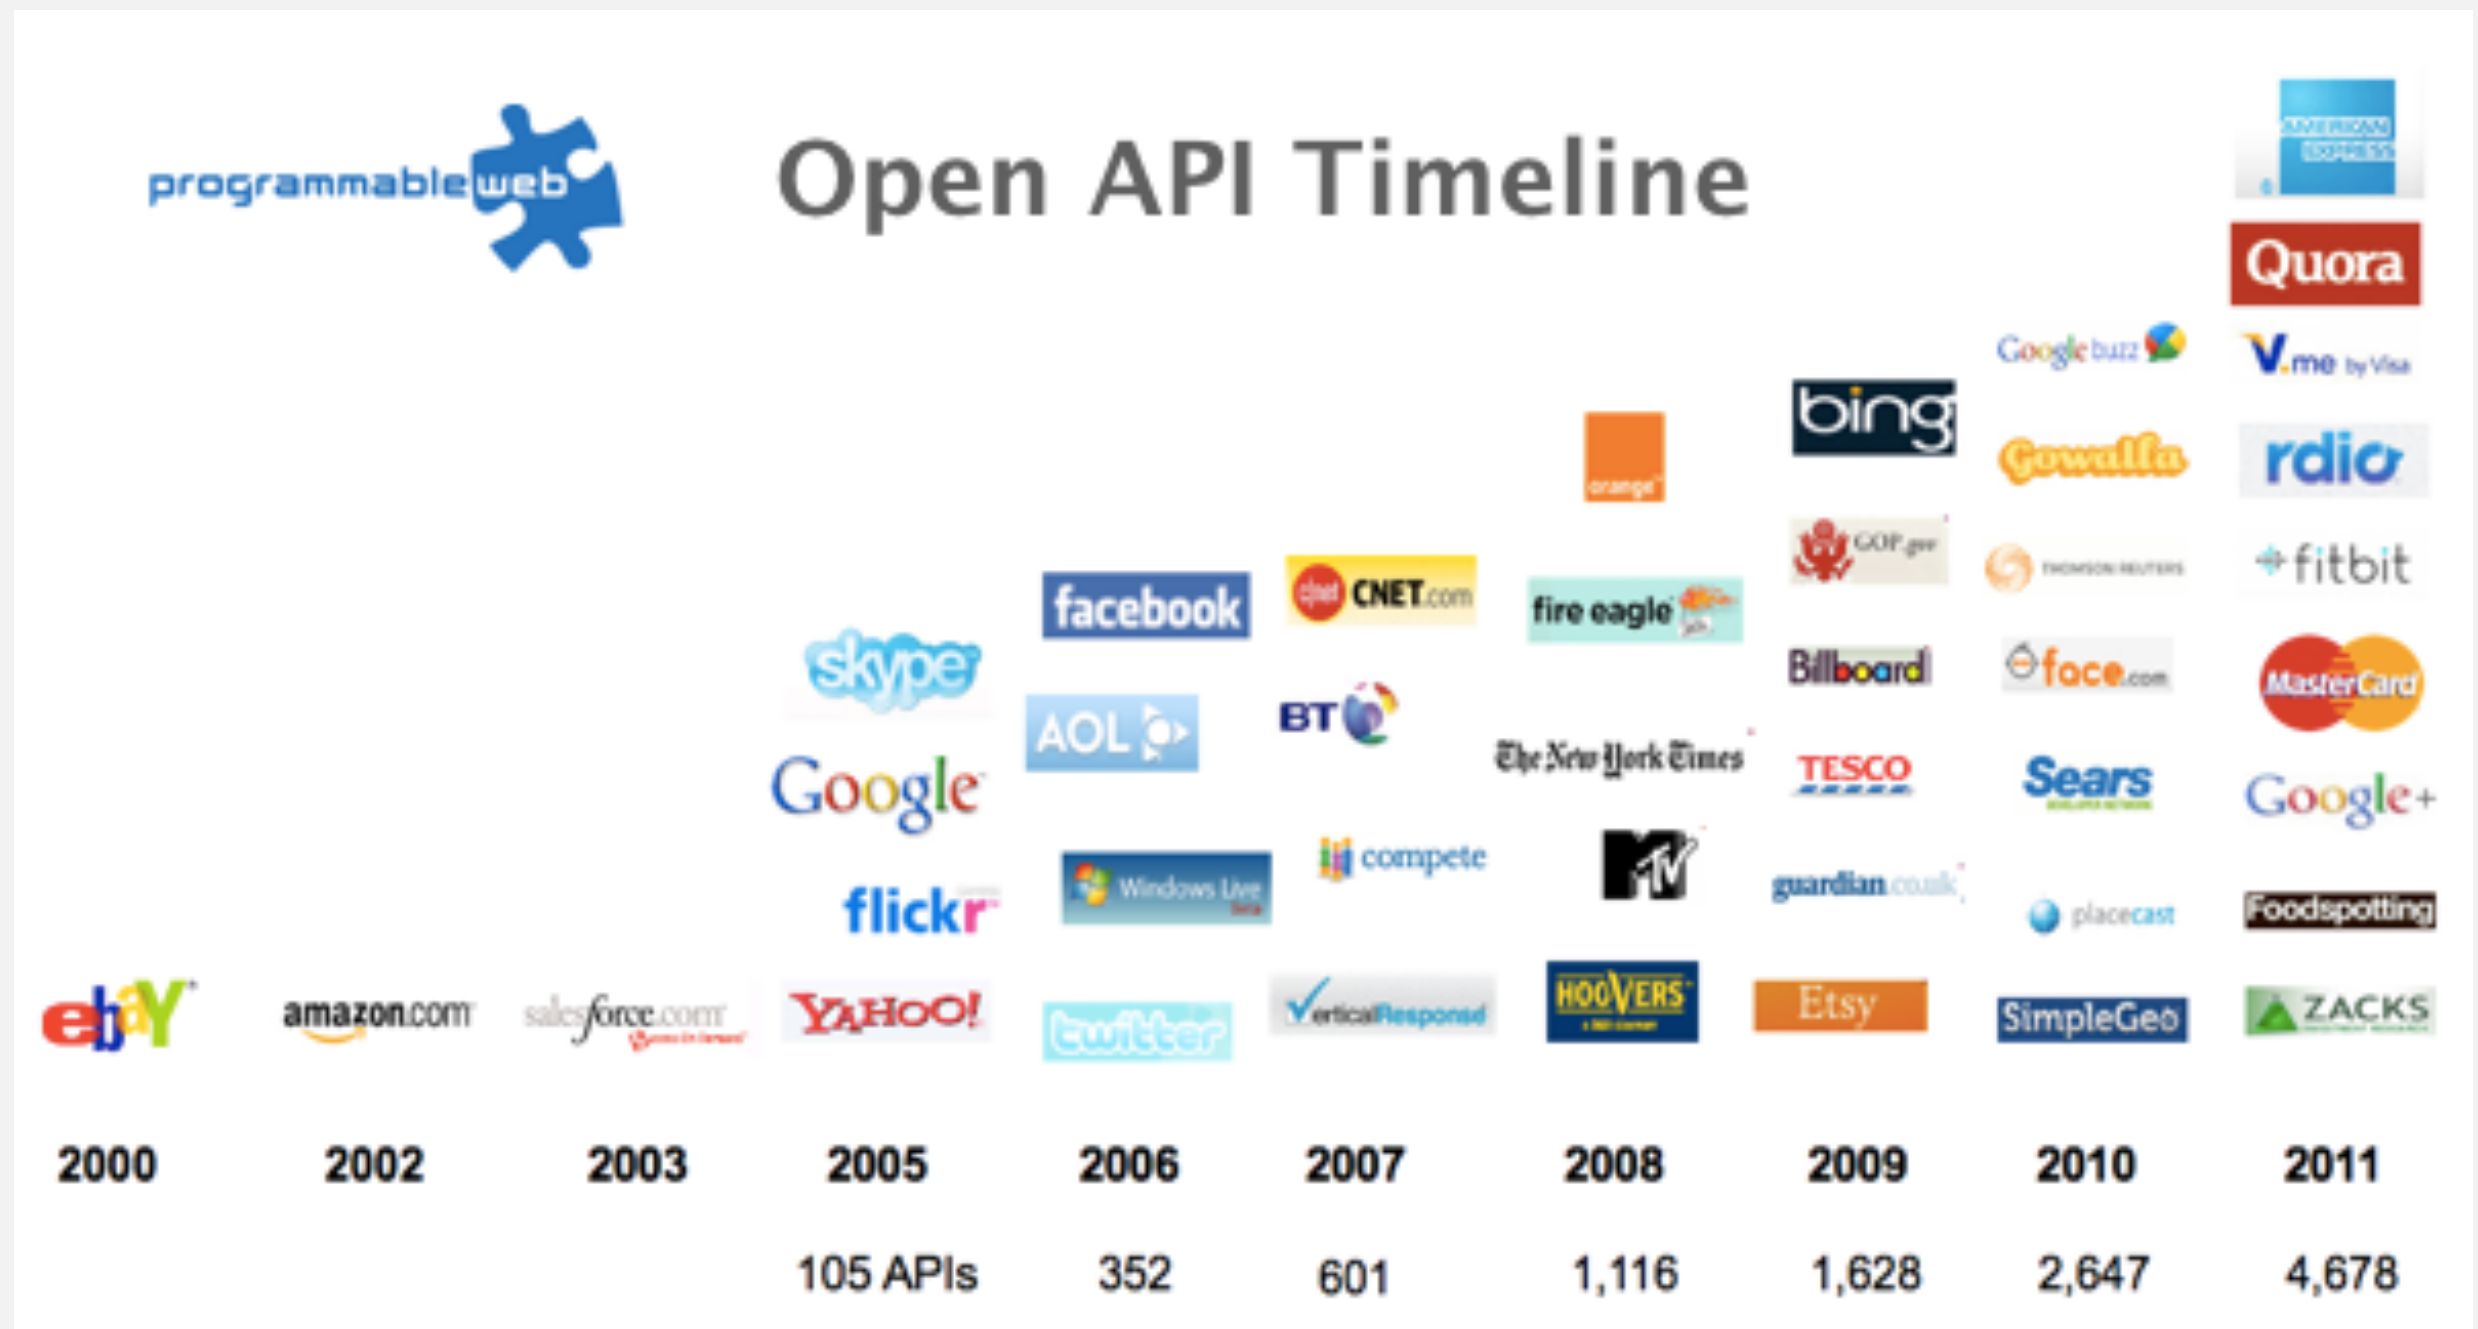 programmableweb
Open API Timeline
AMERICAN
EXPRESS
Quora
Google buzz
V.me by Visa
bing
orange
Gowalla
rdio
GOP.gov
THOMSON REUTERS
fitbit
facebook
cnet CNET.com
fire eagle
skype
AOL
BT
Billboard
face.com
MasterCard
Google
The New York Times
TESCO
Sears
Google+
flickr
Windows Live
beta
compete
MTV
guardian.co.uk
placecast
Foodspotting
ebay
amazon.com
salesforce.com
YAHOO!
twitter
VerticalResponse
HOOVERS
Etsy
SimpleGeo
ZACKS
2000 2002 2003 2005 2006 2007 2008 2009 2010 2011
105 APIs 352 601 1,116 1,628 2,647 4,678